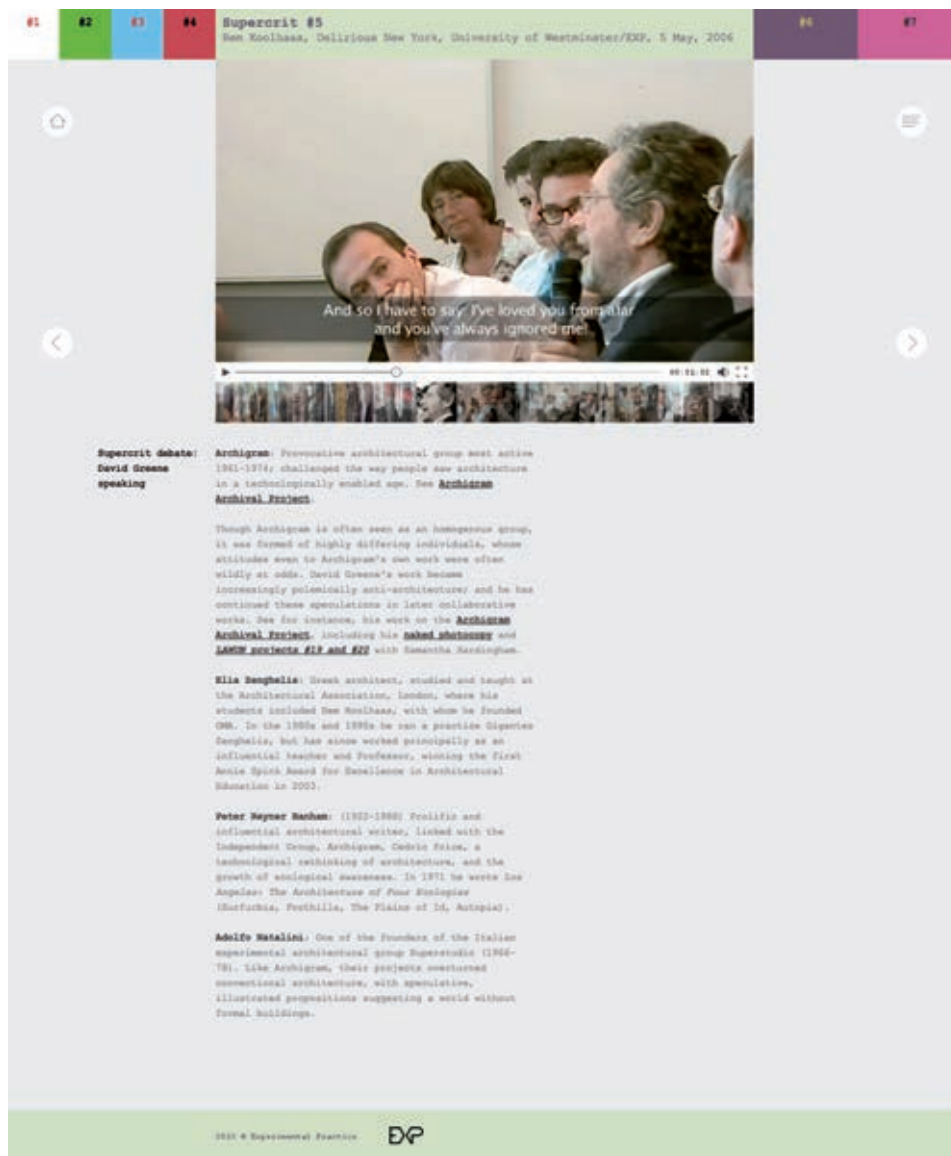 #1 #2 #3 #4 Supercrit #5 #6 #7
Rem Koolhaas, Delirious New York, University of Westminster/EXP, 5 May, 2006
And so I have to say: I've loved you from afar
and you've always ignored me!
Supercrit debate:
David Greene
speaking
Archigram: Provocative architectural group most active
1961-1974; challenged the way people saw architecture
in a technologically enabled age. See Archigram
Archival Project.
Though Archigram is often seen as an homogenous group,
it was formed of highly differing individuals, whose
attitudes even to Archigram's own work were often
wildly at odds. David Greene's work became
increasingly polemically anti-architecture; and he has
continued these speculations in later collaborative
works. See for instance, his work on the Archigram
Archival Project, including his naked photocopy and
LAWUN projects #19 and #20 with Samantha Hardingham.
Elia Zenghelis: Greek architect, studied and taught at
the Architectural Association, London, where his
students included Rem Koolhaas, with whom he founded
OMA. In the 1980s and 1990s he ran a practice Gigantes
Zenghelis, but has since worked principally as an
influential teacher and Professor, winning the first
Annie Spink Award for Excellence in Architectural
Education in 2003.
Peter Reyner Banham: (1922-1988) Prolific and
influential architectural writer, linked with the
Independent Group, Archigram, Cedric Price, a
technological rethinking of architecture, and the
growth of ecological awareness. In 1971 he wrote Los
Angeles: The Architecture of Four Ecologies
(Surfurbia, Foothills, The Plains of Id, Autopia).
Adolfo Natalini: One of the founders of the Italian
experimental architectural group Superstudio (1966-
78). Like Archigram, their projects overturned
conventional architecture, with speculative,
illustrated propositions suggesting a world without
formal buildings.
© Experimental Practice EXP